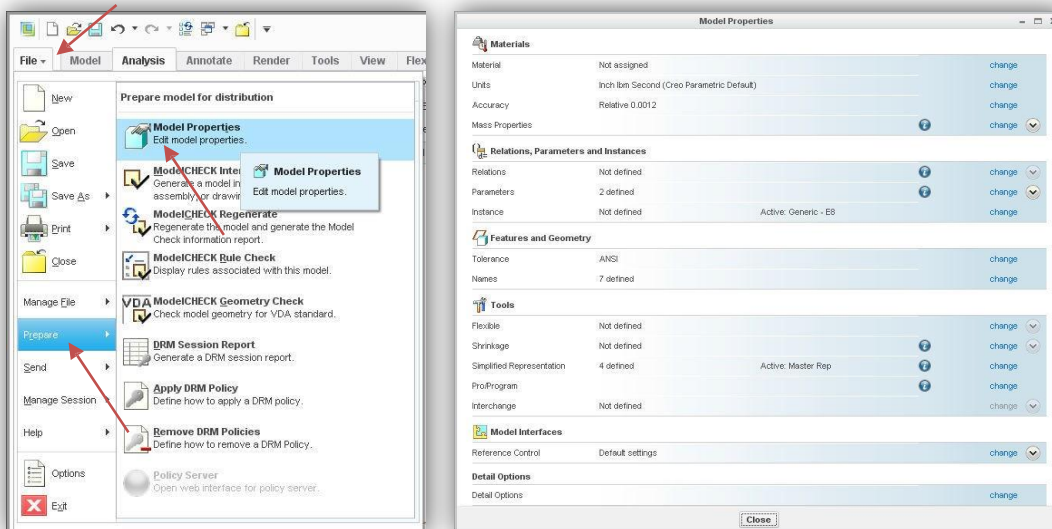 File
Model
Analysis
Annotate
Render
Tools
View
Flex
New
Open
Save
Save As
Print
Close
Manage File
Prepare
Send
Manage Session
Help
Options
Exit
Prepare model for distribution
Model Properties
Edit model properties.
ModelCHECK
Generate a model
assembly, or
Model Properties
Edit model properties.
ModelCHECK Regenerate
Regenerate the model and generate the Model
Check information report.
ModelCHECK Rule Check
Display rules associated with this model.
VDA
ModelCHECK Geometry Check
Check model geometry for VDA standard.
DRM Session Report
Generate a DRM session report.
Apply DRM Policy
Define how to apply a DRM policy.
Remove DRM Policies
Define how to remove a DRM Policy.
Policy Server
Open web interface for policy server.
Model Properties
Materials
Material Not assigned change
Units Inch lbm Second (Creo Parametric Default) change
Accuracy Relative 0.0012 change
Mass Properties change
Relations, Parameters and Instances
Relations Not defined change
Parameters 2 defined change
Instance Not defined Active: Generic - E8 change
Features and Geometry
Tolerance ANSI change
Names 7 defined change
Tools
Flexible Not defined change
Shrinkage Not defined change
Simplified Representation 4 defined Active: Master Rep change
Pro/Program change
Interchange Not defined change
Model Interfaces
Reference Control Default settings change
Detail Options
Detail Options change
Close